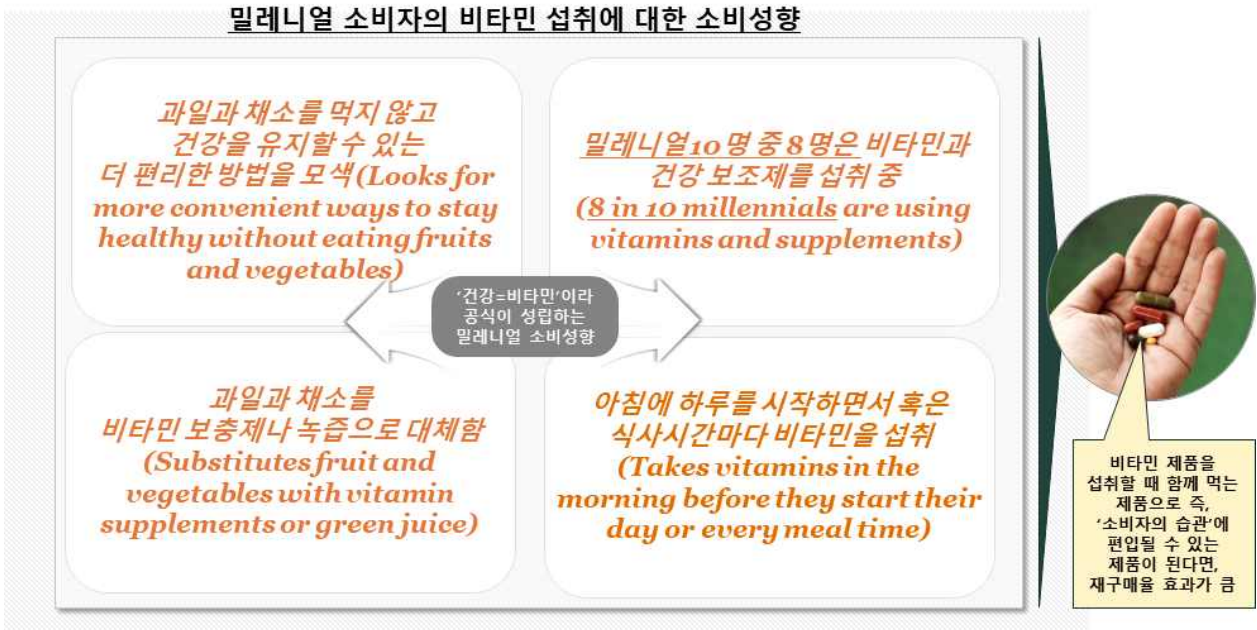 밀레니얼 소비자의 비타민 섭취에 대한 소비성향
과일과 채소를 먹지 않고
건강을 유지할 수 있는
더 편리한 방법을 모색(Looks for
more convenient ways to stay
healthy without eating fruits
and vegetables)
밀레니얼10명 중 8명은 비타민과
건강 보조제를 섭취 중
(8 in 10 millennials are using
vitamins and supplements)
'건강=비타민'이라
공식이 성립하는
밀레니얼 소비성향
과일과 채소를
비타민 보충제나 녹즙으로 대체함
(Substitutes fruit and
vegetables with vitamin
supplements or green juice)
아침에 하루를 시작하면서 혹은
식사시간마다 비타민을 섭취
(Takes vitamins in the
morning before they start their
day or every meal time)
비타민 제품을
섭취할 때 함께 먹는
제품으로 즉,
'소비자의 습관'에
편입될 수 있는
제품이 된다면,
재구매율 효과가 큼